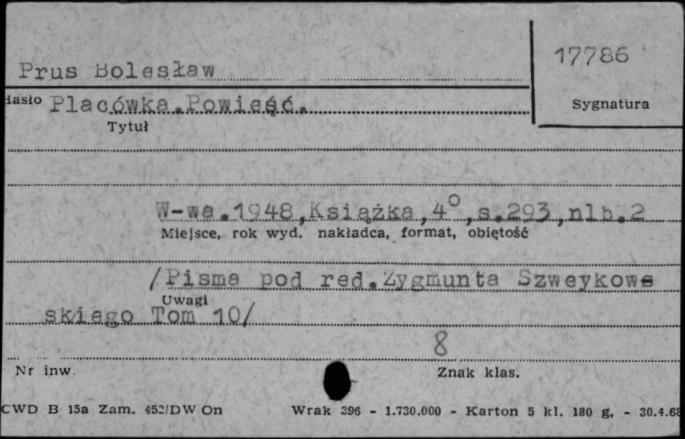 17786
Prus Bolesław
Hasło Placówka.Powieść.
Sygnatura
Tytuł
W-wa.1948,Książka,4°,s.293,nlb.2
Miejsce, rok wyd. nakładca, format, objętość
/Pisma pod red.Zygmunta Szweykows
Uwagi
skiego Tom 10/
8
Nr inw.
Znak klas.
CWD B 15a Zam. 452/DW On Wrak 396 - 1.730.000 - Karton 5 kl. 180 g, - 30.4.68